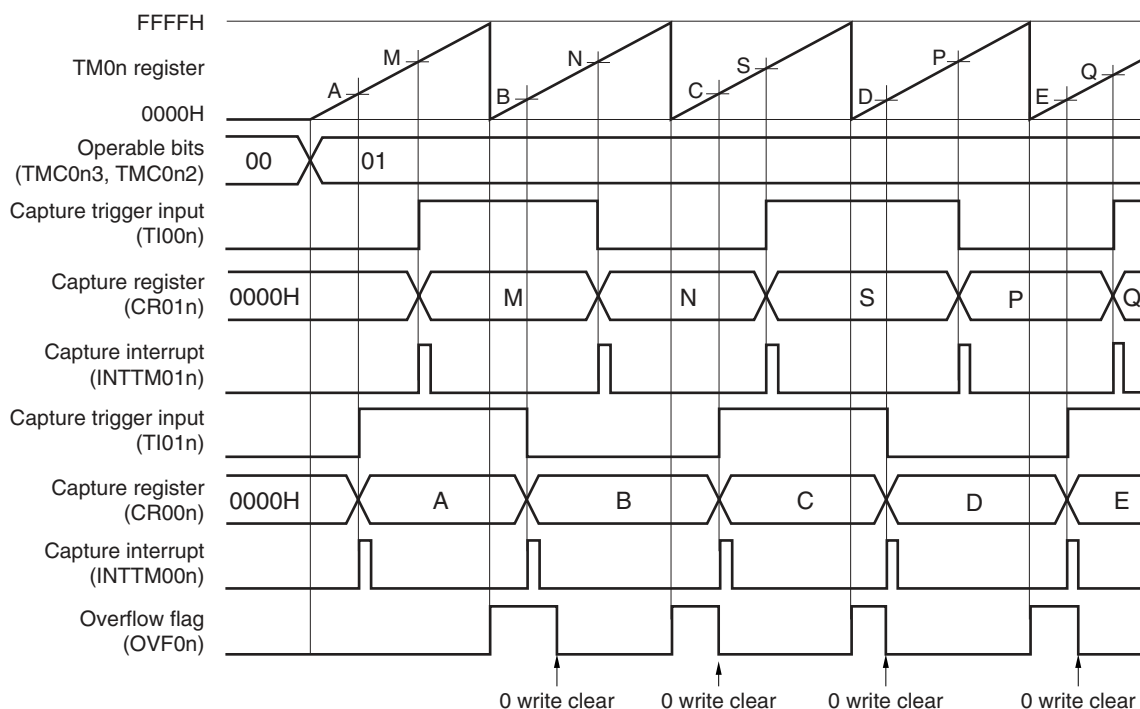 FFFFH
TM0n register
0000H
A M B N C S D P E Q
Operable bits
(TMC0n3, TMC0n2)
00 01
Capture trigger input
(TI00n)
Capture register
(CR01n)
0000H M N S P Q
Capture interrupt
(INTTM01n)
Capture trigger input
(TI01n)
Capture register
(CR00n)
0000H A B C D E
Capture interrupt
(INTTM00n)
Overflow flag
(OVF0n)
0 write clear 0 write clear 0 write clear 0 write clear